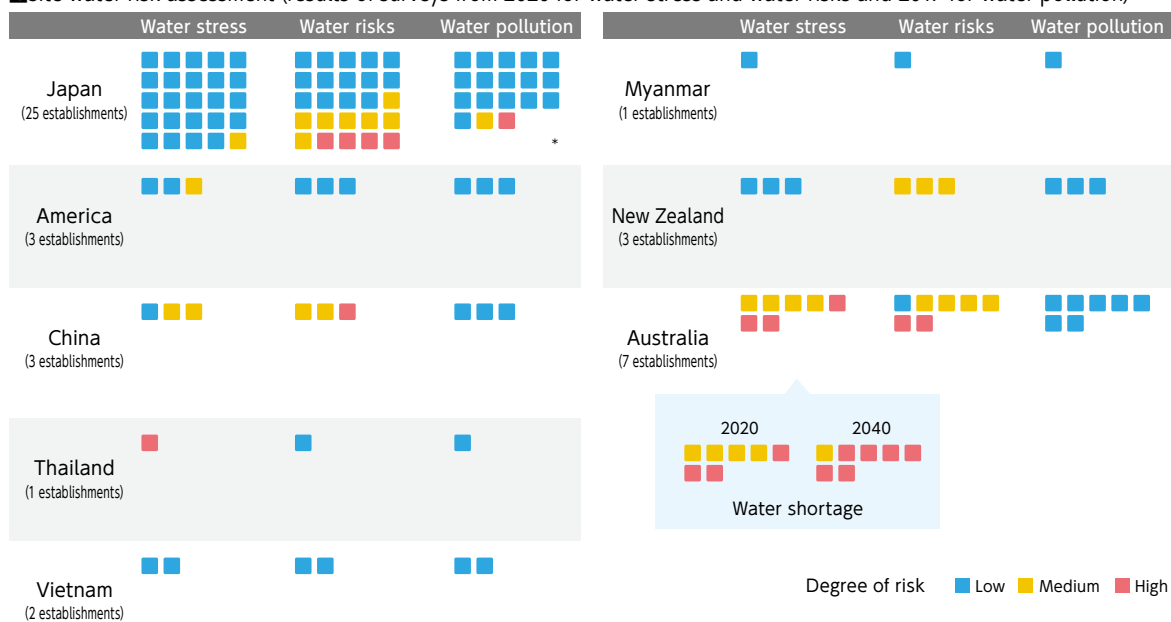 Water stress Water risks Water pollution
Japan
(25 establishments)
*
America
(3 establishments)
China
(3 establishments)
Thailand
(1 establishments)
Vietnam
(2 establishments)
Water stress Water risks Water pollution
Myanmar
(1 establishments)
New Zealand
(3 establishments)
Australia
(7 establishments)
2020 2040
Water shortage
Degree of risk Low Medium High